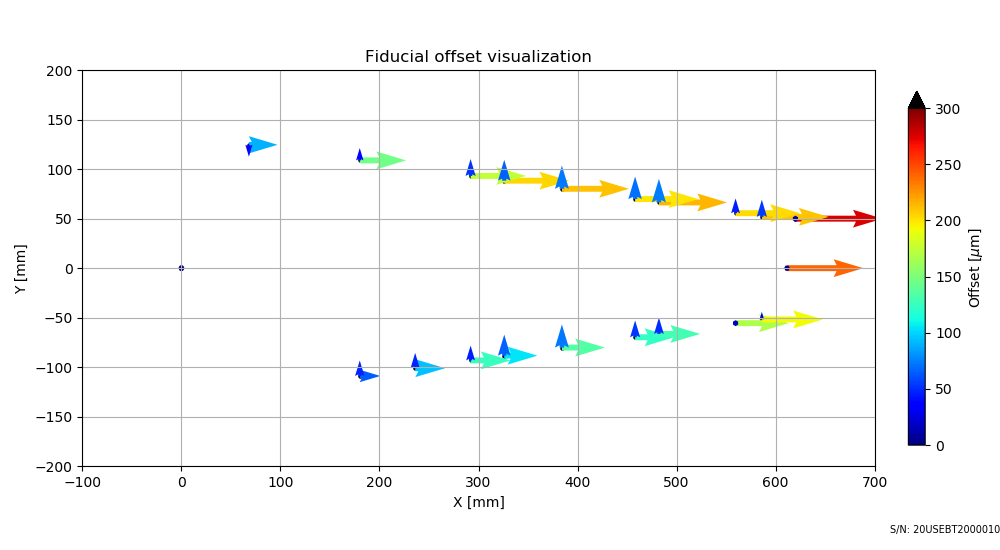 Fiducial offset visualization
200
150
100
50
0
−50
−100
−150
−200
Y [mm]
−100 0 100 200 300 400 500 600 700
X [mm]
300
250
200
150
100
50
0
Offset [μm]
S/N: 20USEBT2000010